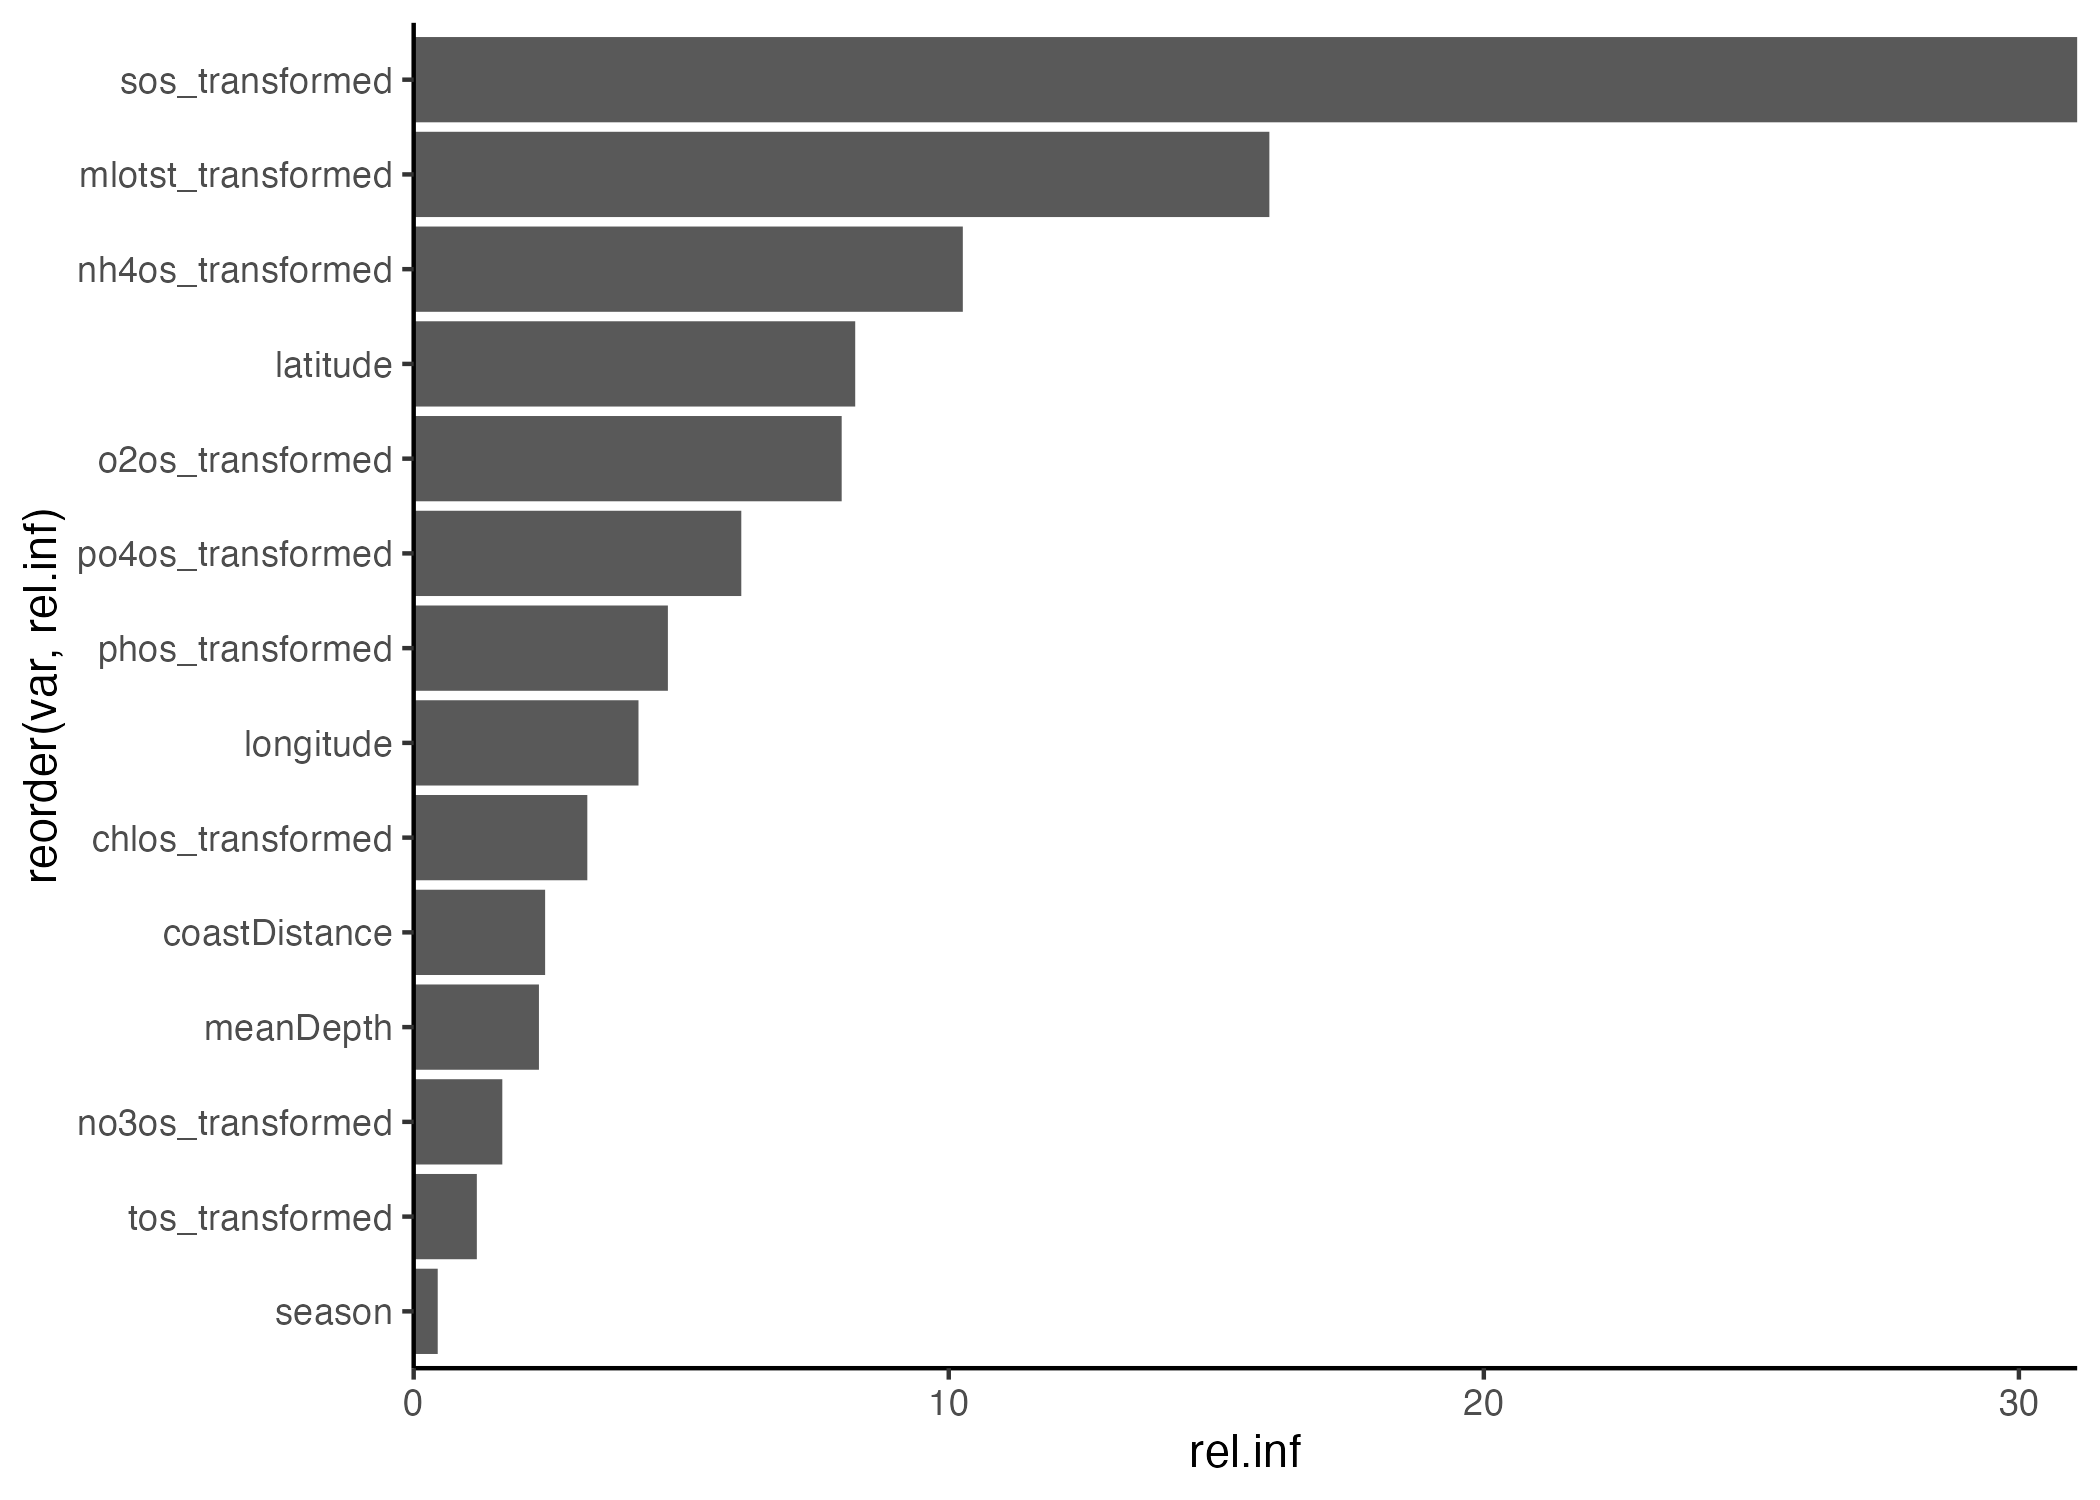 sos_transformed
mlotst_transformed
nh4os_transformed
latitude
o2os_transformed
po4os_transformed
phos_transformed
longitude
chlos_transformed
coastDistance
meanDepth
no3os_transformed
tos_transformed
season
reorder(var, rel.inf)
0 10 20 30
rel.inf